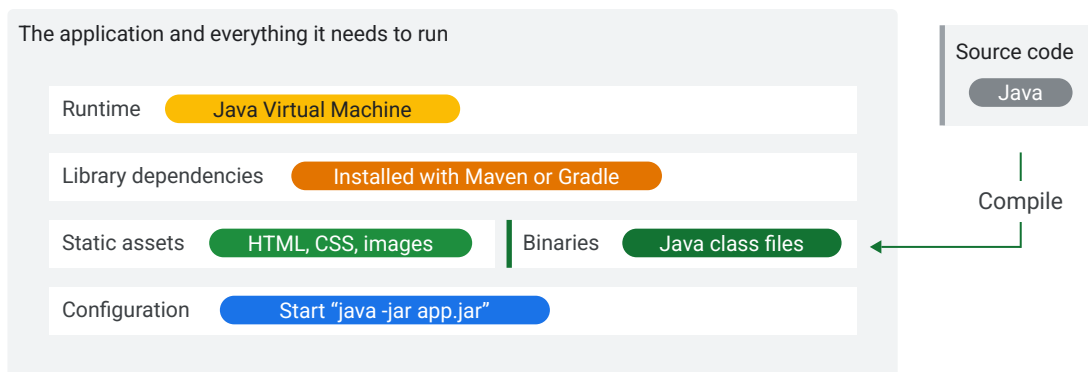 The application and everything it needs to run
Source code
Java
Runtime Java Virtual Machine
Library dependencies Installed with Maven or Gradle
Compile
Static assets HTML, CSS, images Binaries Java class files
Configuration Start “java -jar app.jar”